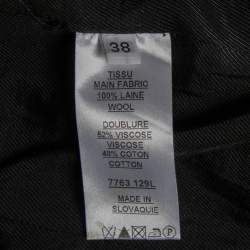 38
TISSU
MAIN FABRIC
100% LAINE
WOOL
DOUBLURE
52% VISCOSE
VISCOSE
48% COTON
COTTON
7763 129L
MADE IN
SLOVAQUIE